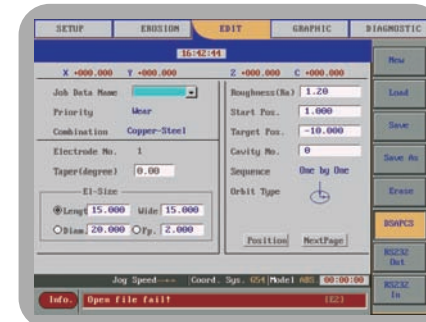 SETUP EROSION EDIT GRAPHIC DIAGNOSTIC
16:42:44
X +000.000 Y +000.000 Z +000.000 C +000.000
Job Data Name Roughness(Ra) 1.20
Priority Wear Start Pos. 1.000
Combination Copper-Steel Target Pos. -10.000
Electrode No. 1 Cavity No. 0
Taper(degree) 0.00 Sequence One by One
El-Size Orbit Type
Lengt 15.000 Wide 15.000
Diam. 20.000 Fp. 2.000
Position NextPage
Jog Speed Coord. Sys. G54 Mode1 ABS 00:00:00
Info. Open file fail! (E2)
New
Load
Save
Save As
Erase
DSAPCS
RS232
Out
RS232
In